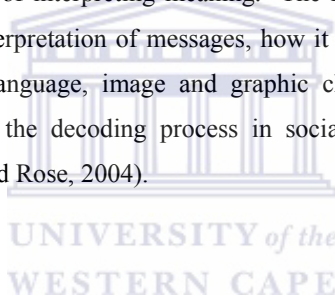 of interpreting meaning. The
erpretation of messages, how it
anguage, image and graphic c
the decoding process in socia
d Rose, 2004).
UNIVERSITY of the
WESTERN CAPE